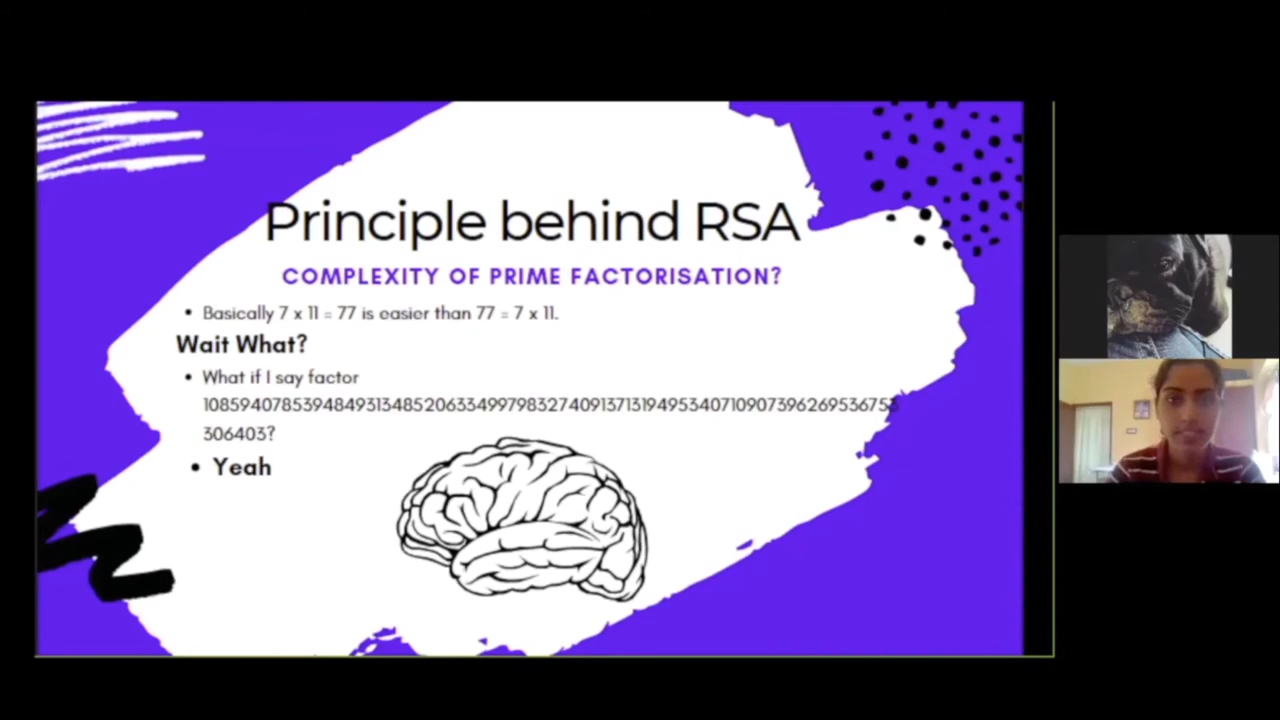 Principle behind RSA
COMPLEXITY OF PRIME FACTORISATION?
• Basically 7 x 11 = 77 is easier than 77 = 7 x 11.
Wait What?
• What if I say factor
1085940785394849313485206334997983274091371319495340710907396269536753
306403?
• Yeah